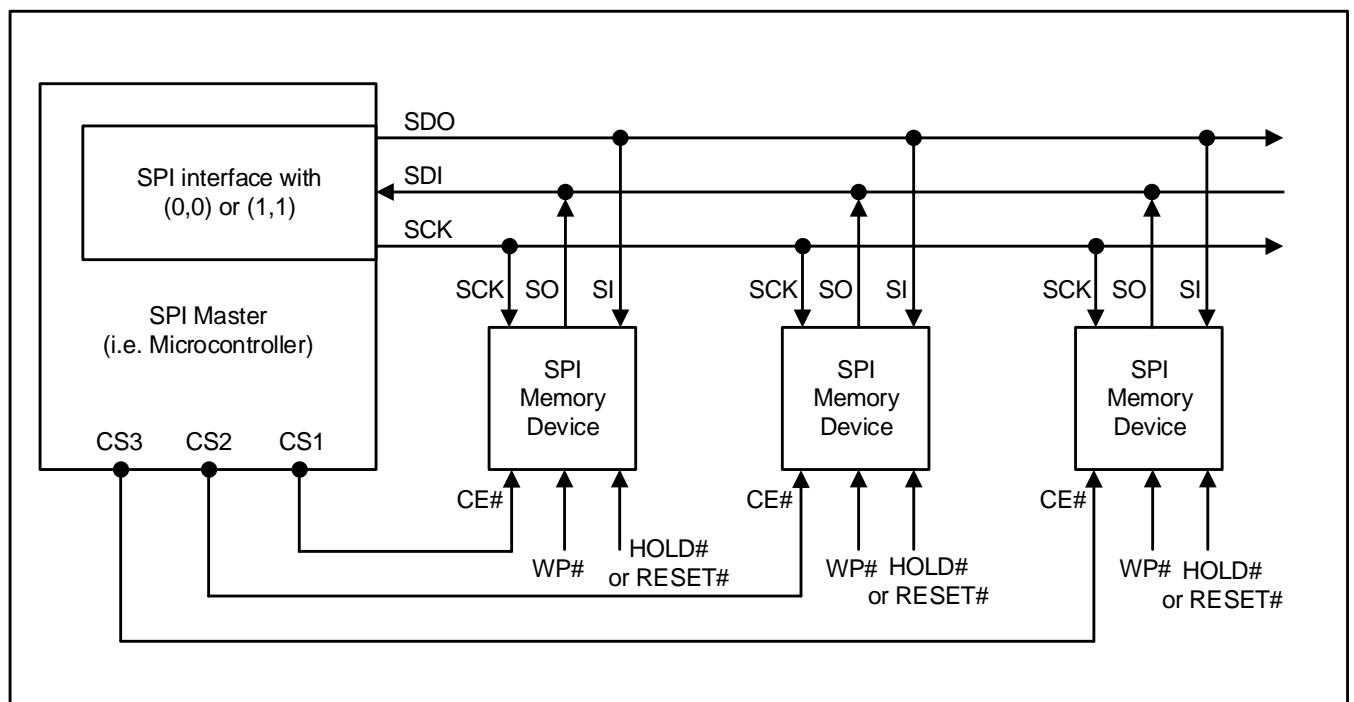 SDO
SPI interface with
(0,0) or (1,1)
SDI
SCK
SPI Master
(i.e. Microcontroller)
CS3 CS2 CS1
SCK SO SI
SPI
Memory
Device
CE#
WP#
HOLD#
or RESET#
SCK SO SI
SPI
Memory
Device
CE#
WP#
HOLD#
or RESET#
SCK SO SI
SPI
Memory
Device
CE#
WP#
HOLD#
or RESET#